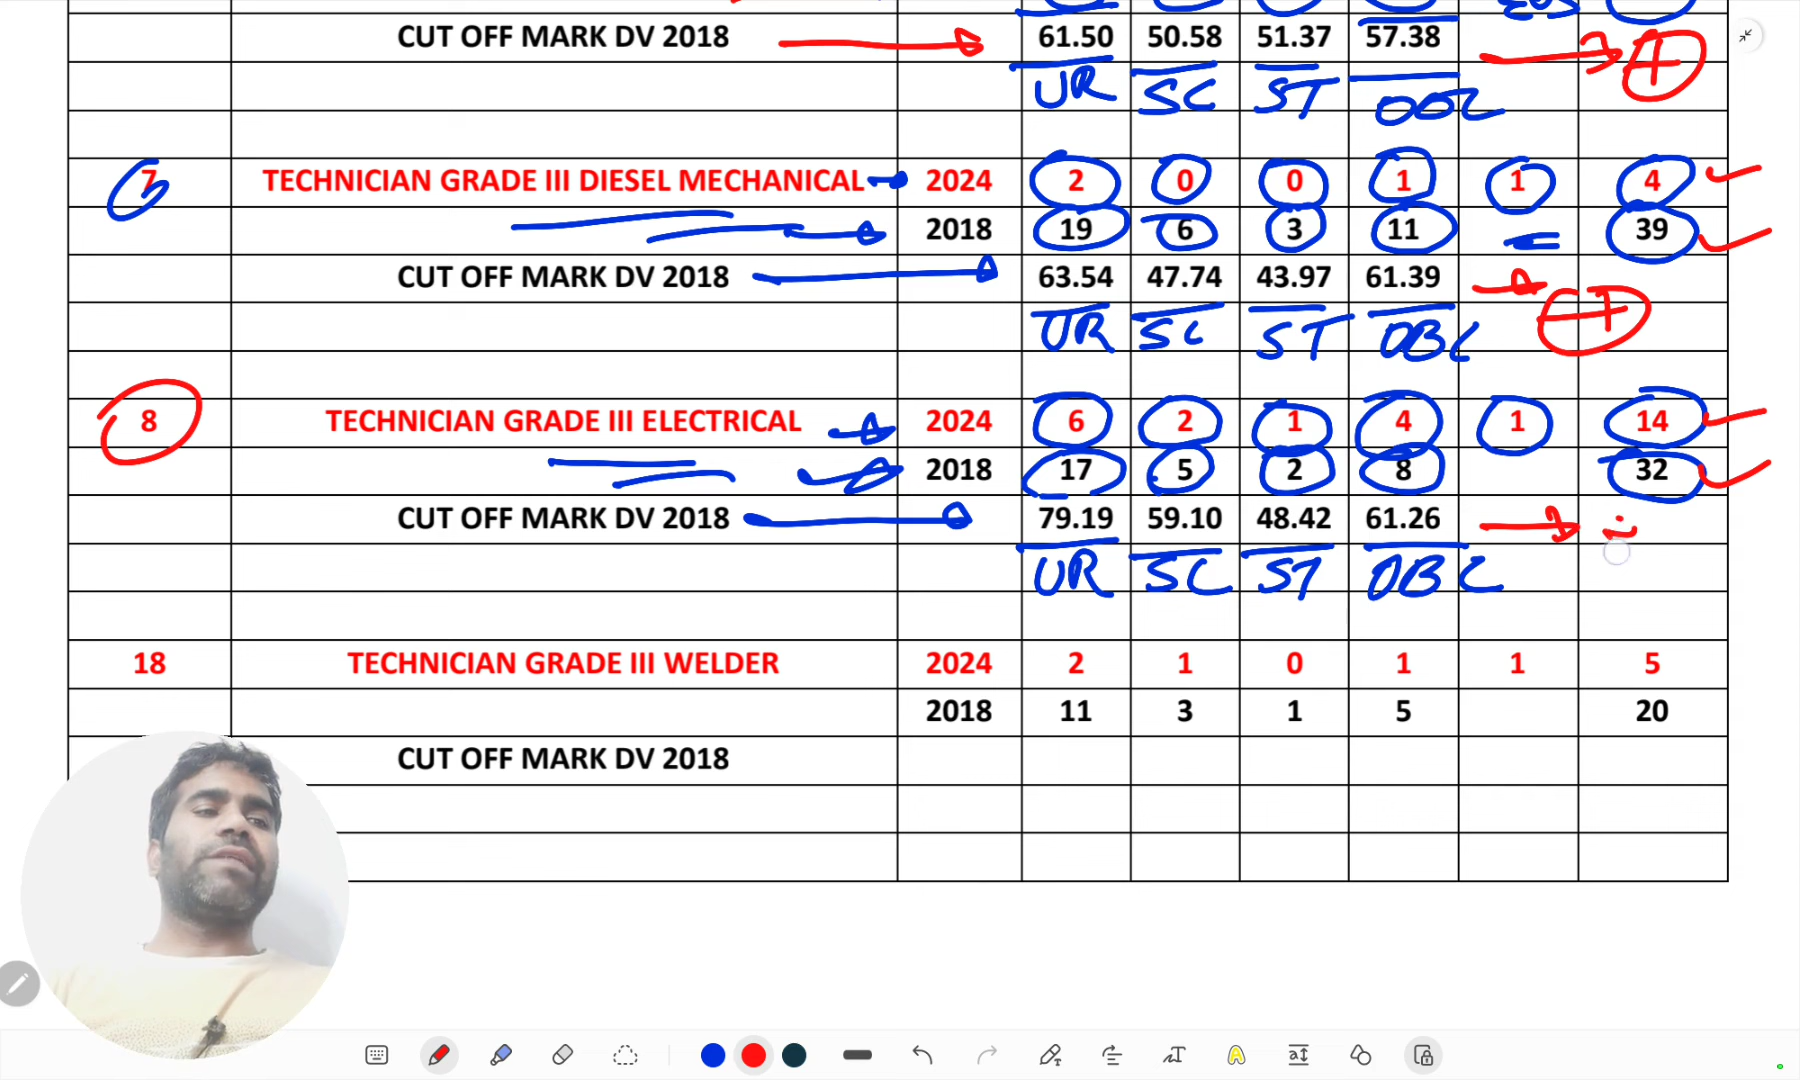 CUT OFF MARK DV 2018 61.50 50.58 51.37 57.38
UR SC ST
7 TECHNICIAN GRADE III DIESEL MECHANICAL 2024 2 0 0 1 1 4
2018 19 6 3 11 39
CUT OFF MARK DV 2018 63.54 47.74 43.97 61.39
UR SC ST OBC
8 TECHNICIAN GRADE III ELECTRICAL 2024 6 2 1 4 1 14
2018 17 5 2 8 32
CUT OFF MARK DV 2018 79.19 59.10 48.42 61.26
UR SC ST OBC
18 TECHNICIAN GRADE III WELDER 2024 2 1 0 1 1 5
2018 11 3 1 5 20
CUT OFF MARK DV 2018